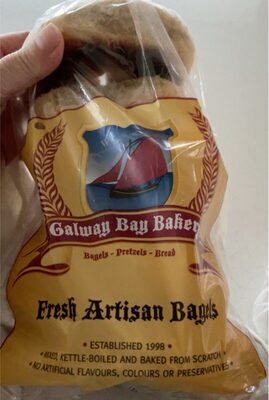 Galway Bay Baker
Bagels - Pretzels - Bread
Fresh Artisan Bagels
• ESTABLISHED 1998 •
KETTLE-BOILED AND BAKED FROM SCRATCH
• NO ARTIFICIAL FLAVOURS, COLOURS OR PRESERVATIVES